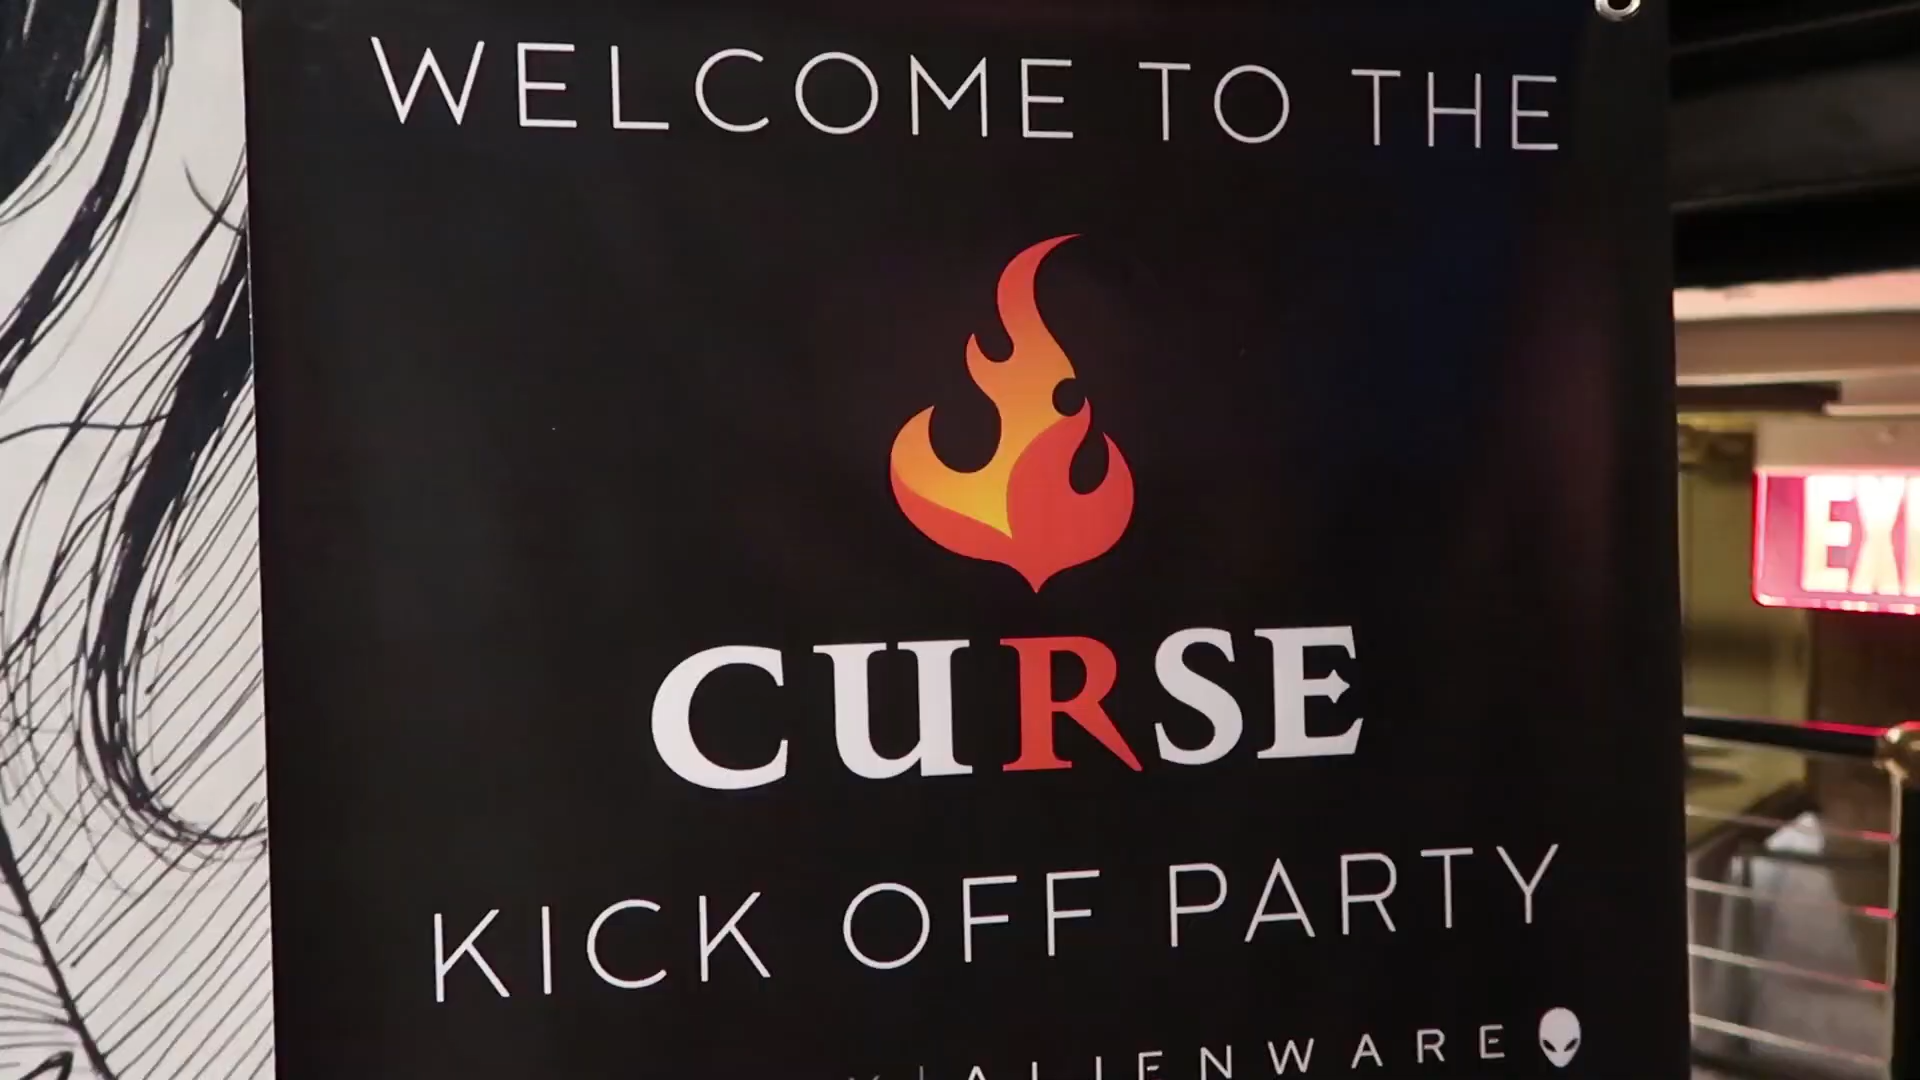 WELCOME TO THE
CURSE
KICK OFF PARTY
ALIENWARE